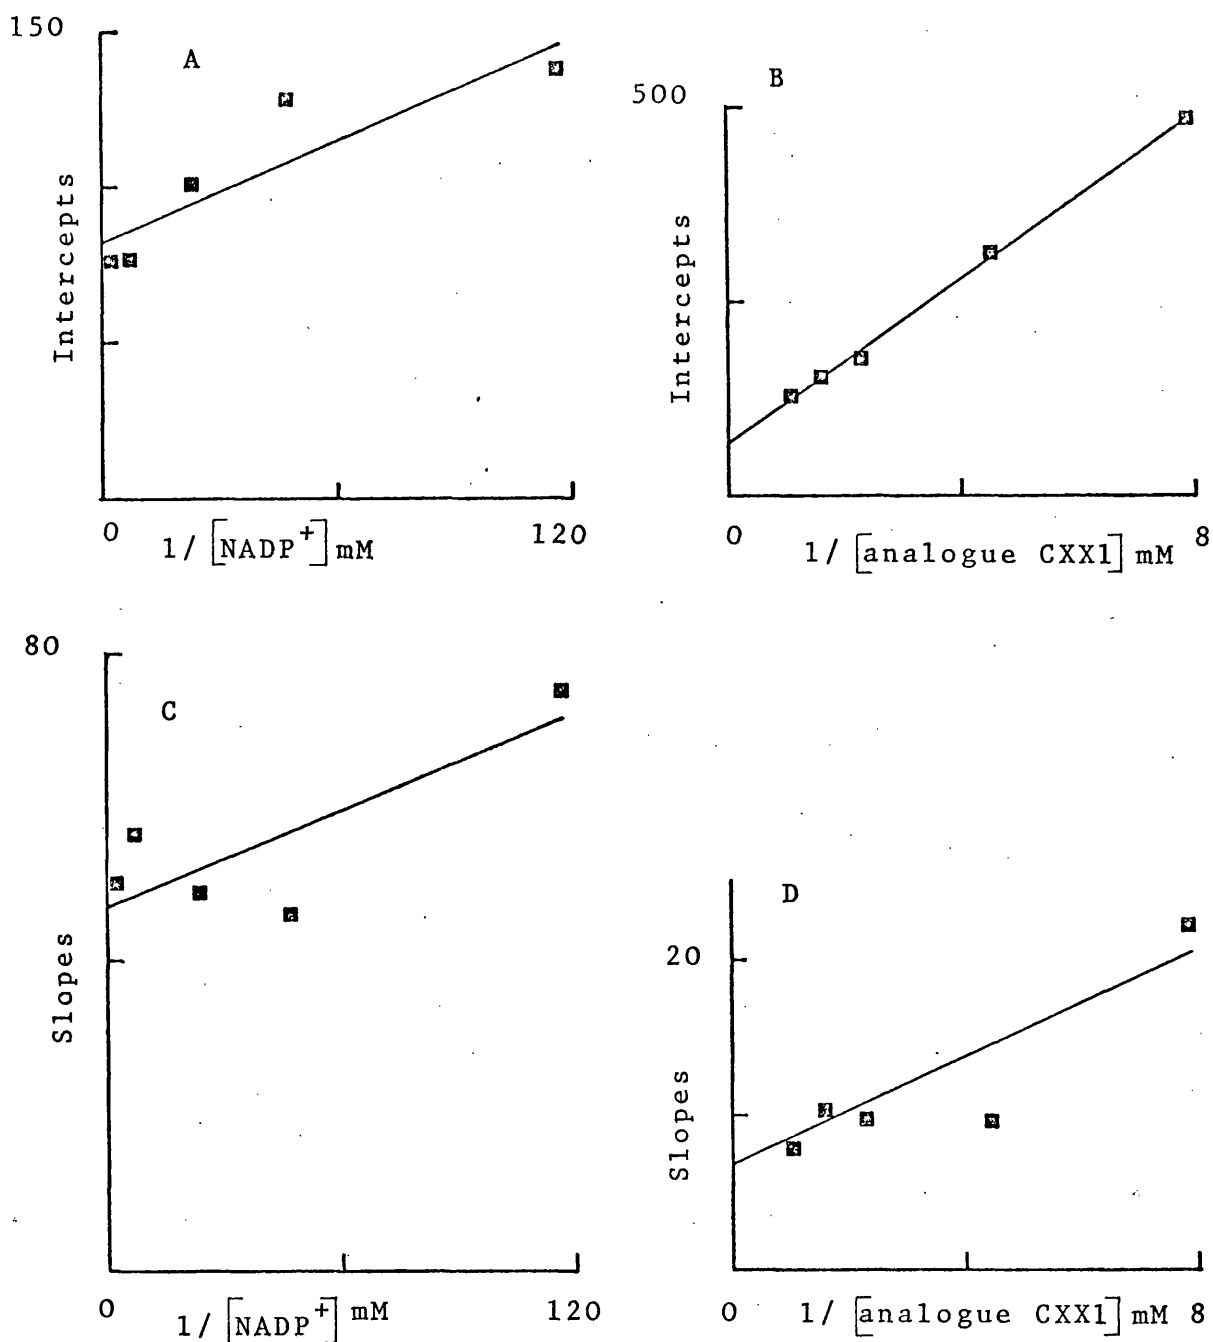 150
A
Intercepts
0
1/[NADP+]mM
120
500
B
Intercepts
0
1/[analogue CXX1]mM
8
80
C
Slopes
0
1/[NADP+]mM
120
D
20
Slopes
0
1/[analogue CXX1]mM
8